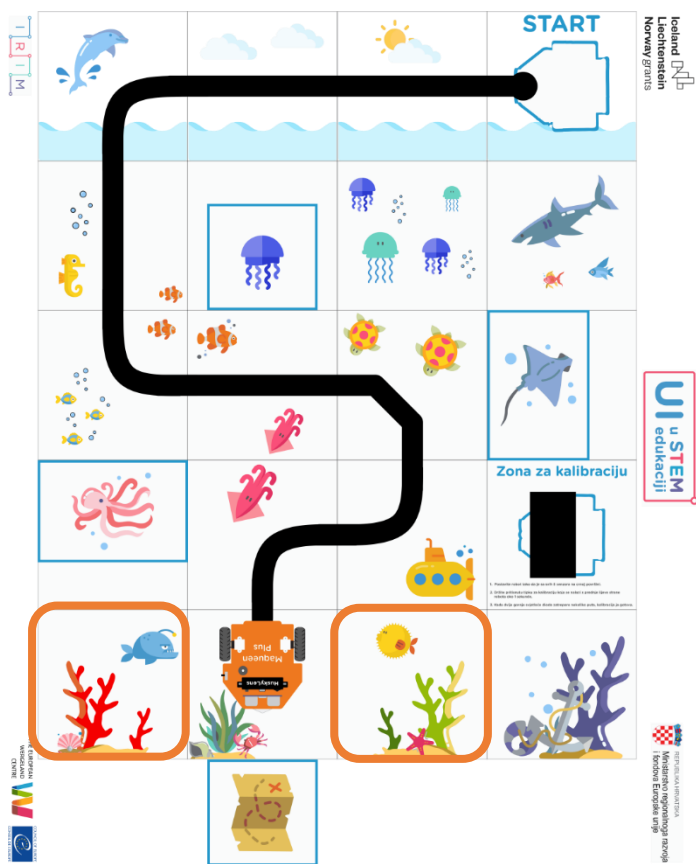 START
Iceland
Liechtenstein
Norway grants
I R I M
UI u STEM
edukaciji
Zona za kalibraciju
Maqueen
Plus
HuskyLens
EUROPEAN
WERGELAND
CENTRE
REPUBLIKA HRVATSKA
Ministarstvo regionalnoga razvoja
i fondova Europske unije